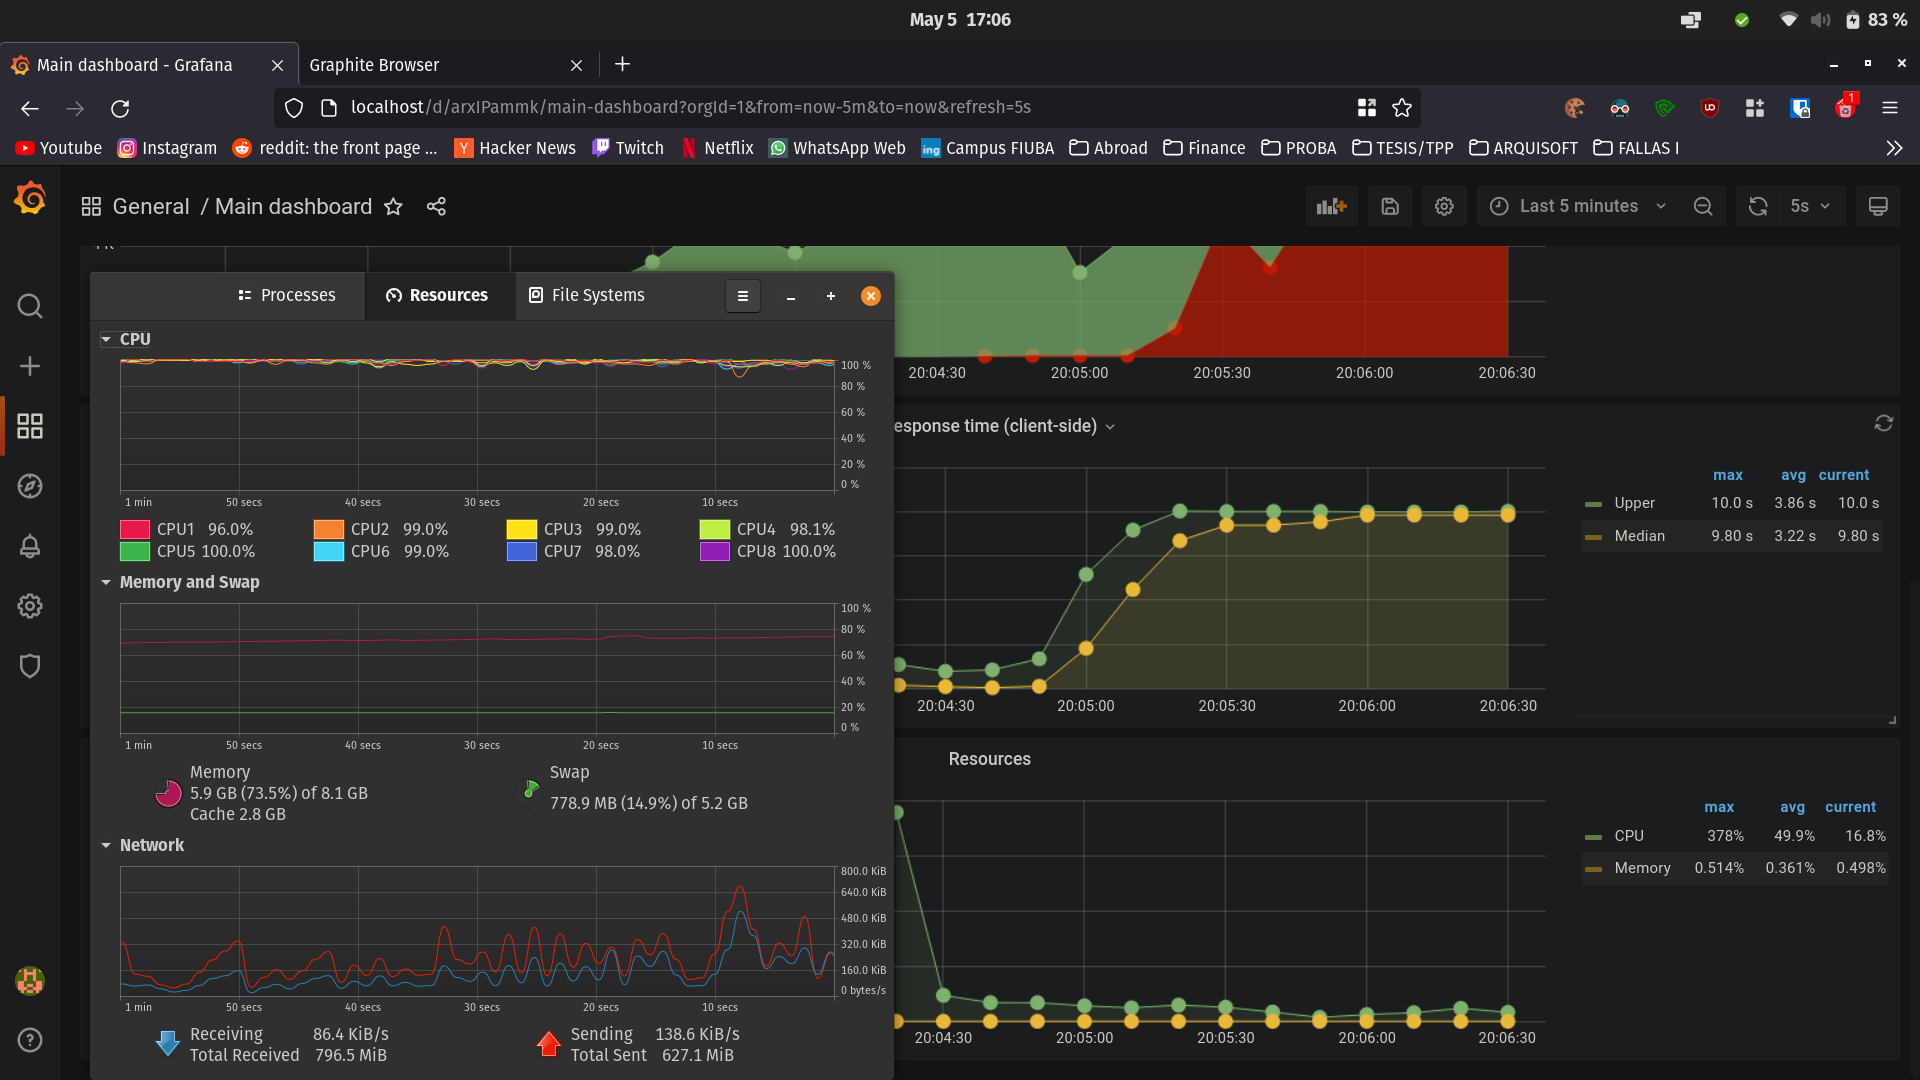 May 5 17:06
83 %
Main dashboard - Grafana
Graphite Browser
localhost/d/arxIPammk/main-dashboard?orgId=1&from=now-5m&to=now&refresh=5s
1
Youtube Instagram reddit: the front page ... Hacker News Twitch Netflix WhatsApp Web ing Campus FIUBA Abroad Finance PROBA TESIS/TPP ARQUISOFT FALLAS I
General / Main dashboard
Last 5 minutes
5s
Processes
Resources
File Systems
20:04:30 20:05:00 20:05:30 20:06:00 20:06:30
CPU
100 %
80 %
60 %
40 %
20 %
0 %
1 min 50 secs 40 secs 30 secs 20 secs 10 secs
CPU1 96.0% CPU2 99.0% CPU3 99.0% CPU4 98.1%
CPU5 100.0% CPU6 99.0% CPU7 98.0% CPU8 100.0%
Memory and Swap
100 %
80 %
60 %
40 %
20 %
0 %
1 min 50 secs 40 secs 30 secs 20 secs 10 secs
Memory
5.9 GB (73.5%) of 8.1 GB
Cache 2.8 GB
Swap
778.9 MB (14.9%) of 5.2 GB
Network
800.0 KiB
640.0 KiB
480.0 KiB
320.0 KiB
160.0 KiB
0 bytes/s
1 min 50 secs 40 secs 30 secs 20 secs 10 secs
Receiving 86.4 KiB/s
Total Received 796.5 MiB
Sending 138.6 KiB/s
Total Sent 627.1 MiB
esponse time (client-side)
max avg current
Upper 10.0 s 3.86 s 10.0 s
Median 9.80 s 3.22 s 9.80 s
20:04:30 20:05:00 20:05:30 20:06:00 20:06:30
Resources
max avg current
CPU 378% 49.9% 16.8%
Memory 0.514% 0.361% 0.498%
20:04:30 20:05:00 20:05:30 20:06:00 20:06:30